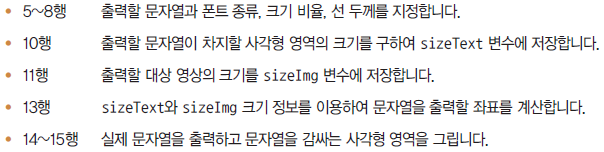 • 5~8행 출력할 문자열과 폰트 종류, 크기 비율, 선 두께를 지정합니다.
• 10행 출력할 문자열이 차지할 사각형 영역의 크기를 구하여 sizeText 변수에 저장합니다.
• 11행 출력할 대상 영상의 크기를 sizeImg 변수에 저장합니다.
• 13행 sizeText와 sizeImg 크기 정보를 이용하여 문자열을 출력할 좌표를 계산합니다.
• 14~15행 실제 문자열을 출력하고 문자열을 감싸는 사각형 영역을 그립니다.